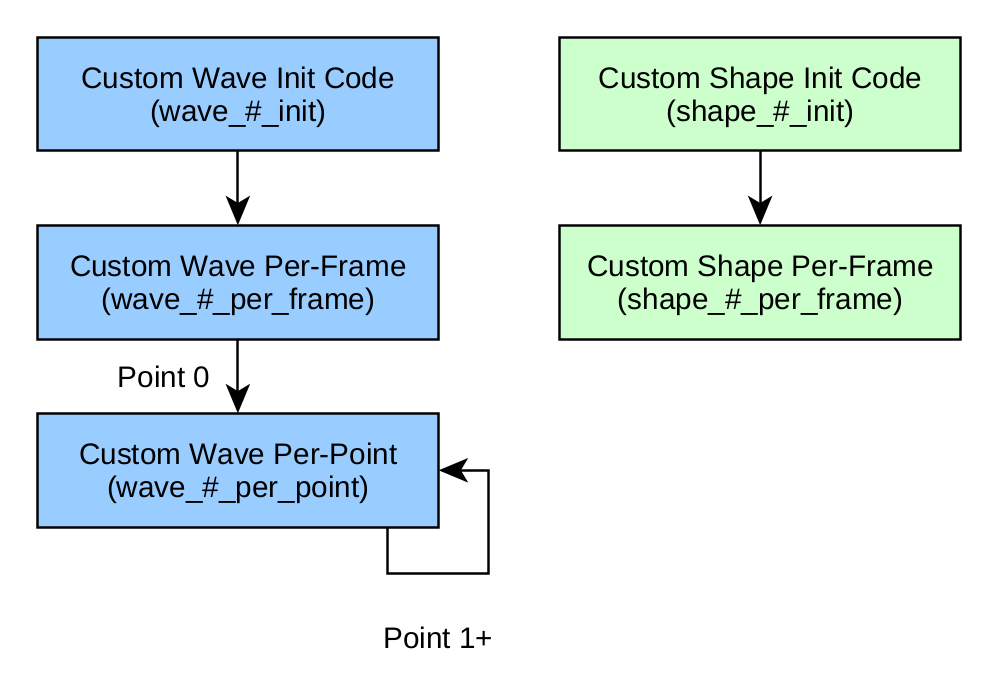 Custom Wave Init Code
(wave_#_init)
Custom Shape Init Code
(shape_#_init)
Custom Wave Per-Frame
(wave_#_per_frame)
Custom Shape Per-Frame
(shape_#_per_frame)
Point 0
Custom Wave Per-Point
(wave_#_per_point)
Point 1+